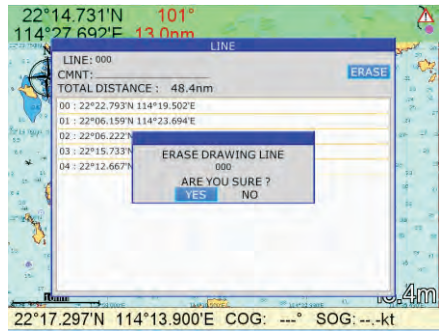 22°14.731'N 101°
114°27.692'E 13.0nm
LINE
LINE: 000
CMNT:
ERASE
TOTAL DISTANCE : 48.4nm
00 : 22°22.793'N 114°19.502'E
01 : 22°06.159'N 114°23.694'E
02 : 22°06.222'N
03 : 22°15.733'N
04 : 22°12.667'N
ERASE DRAWING LINE
000
ARE YOU SURE ?
YES NO
.4m
22°17.297'N 114°13.900'E COG: ---° SOG: -- .-kt